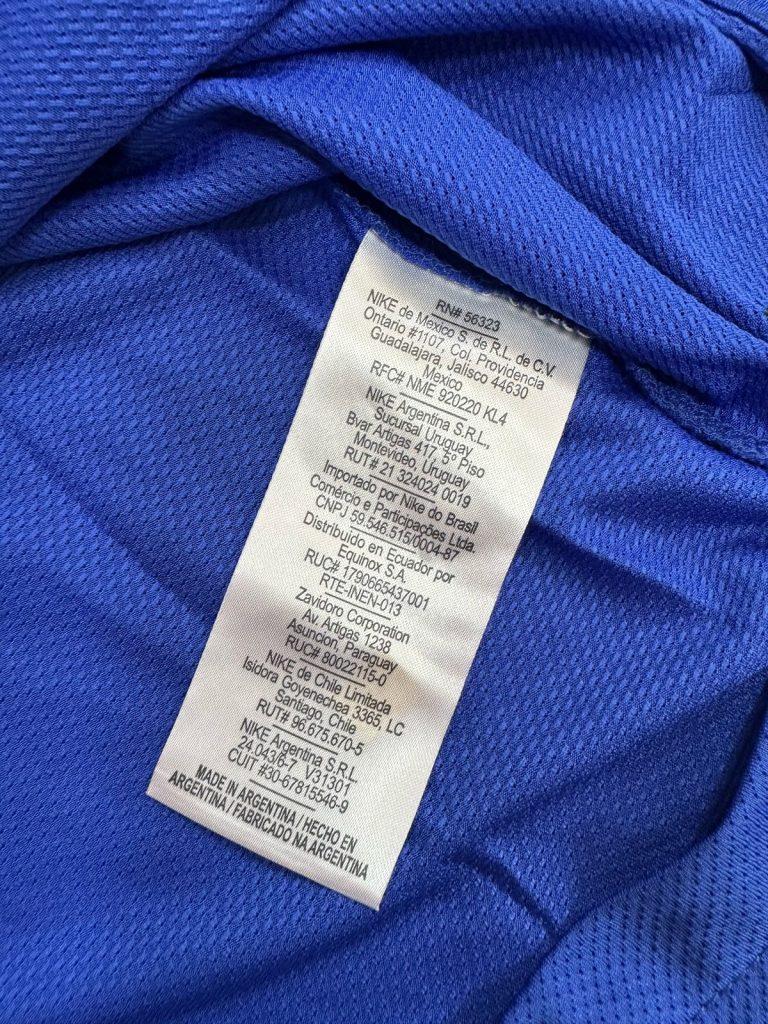 RN# 56323
NIKE de Mexico S. de R.L. de C.V.
Ontario #1107, Col. Providencia
Guadalajara, Jalisco 44630
Mexico
RFC# NME 920220 KL4
NIKE Argentina S.R.L.,
Sucursal Uruguay
Bvar Artigas 417, 5º Piso
Montevideo, Uruguay
RUT# 21 324024 0019
Importado por Nike do Brasil
Comércio e Participações Ltda.
CNPJ 59.546.515/0004-87
Distribuido en Ecuador por
Equinox S.A.
RUC# 1790665437001
RTE-INEN-013
Zavidoro Corporation
Av. Artigas 1238
Asuncion, Paraguay
RUC# 80022115-0
NIKE de Chile Limitada
Isidora Goyenechea 3365, LC
Santiago, Chile
RUT# 96.675.670-5
NIKE Argentina S.R.L
24.043/6-7 V31301
CUIT #30-67815546-9
MADE IN ARGENTINA / HECHO EN
ARGENTINA / FABRICADO NA ARGENTINA